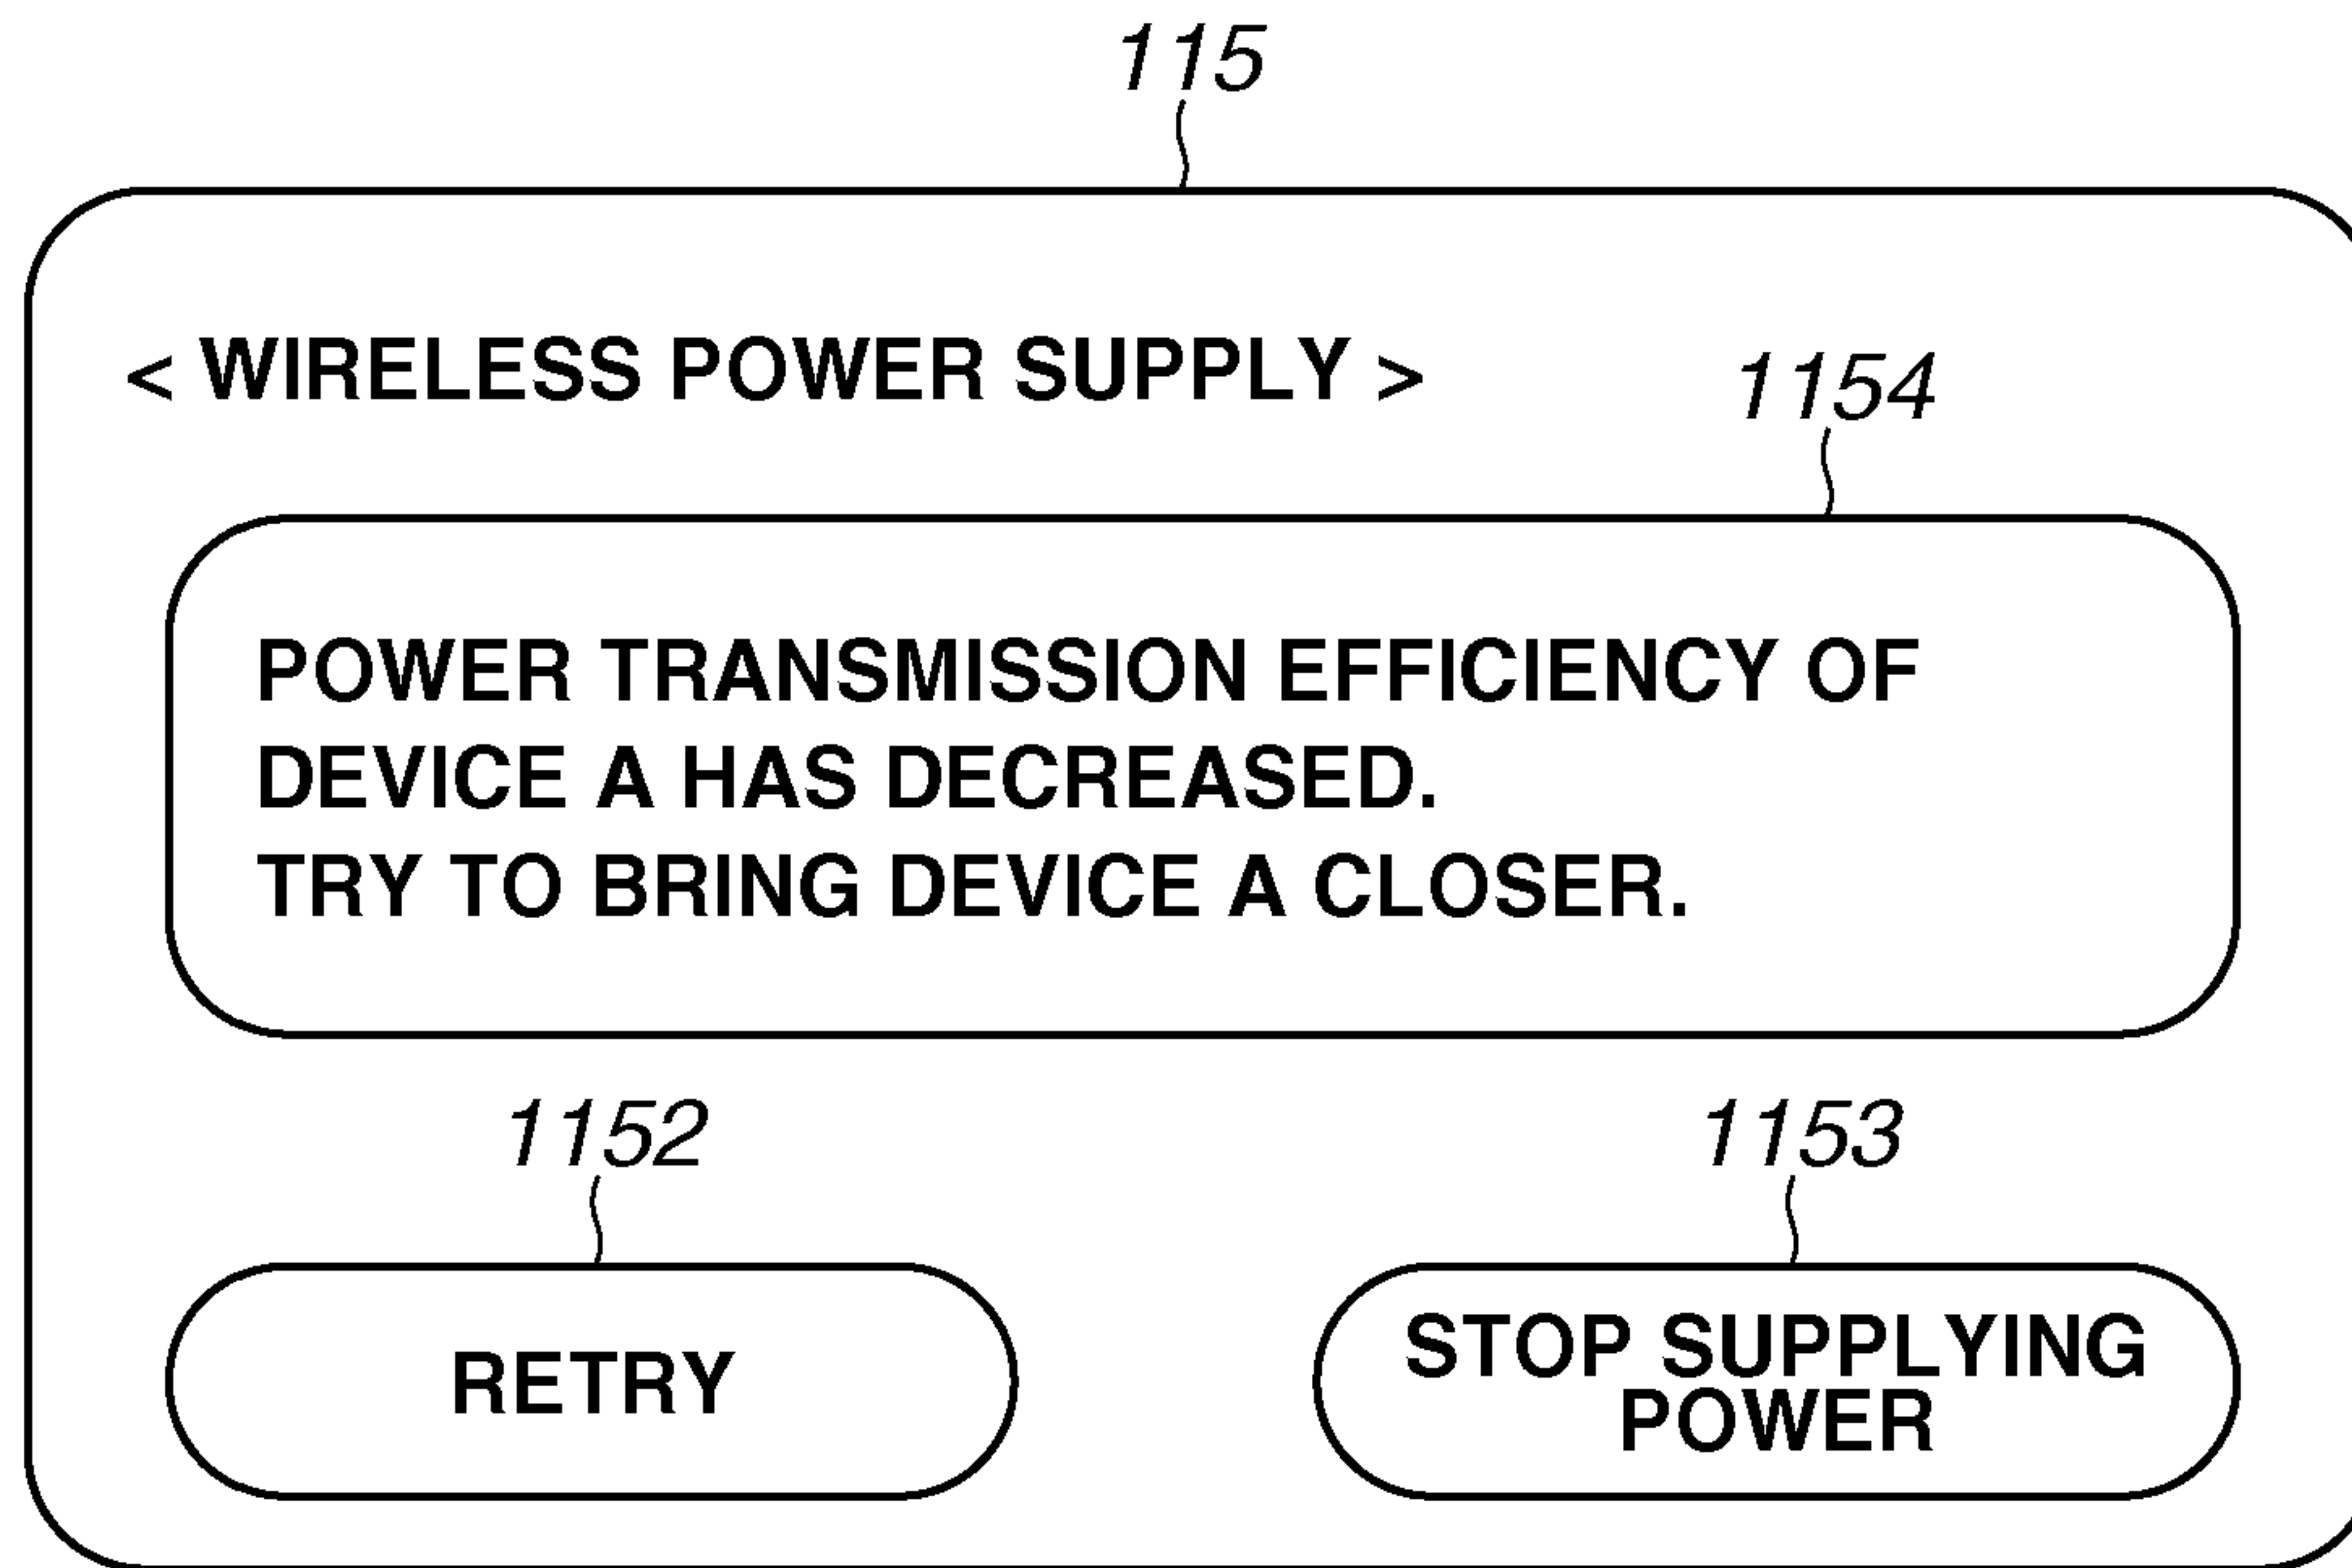 115
< WIRELESS POWER SUPPLY >
1154
POWER TRANSMISSION EFFICIENCY OF
DEVICE A HAS DECREASED.
TRY TO BRING DEVICE A CLOSER.
1152
1153
RETRY
STOP SUPPLYING
POWER